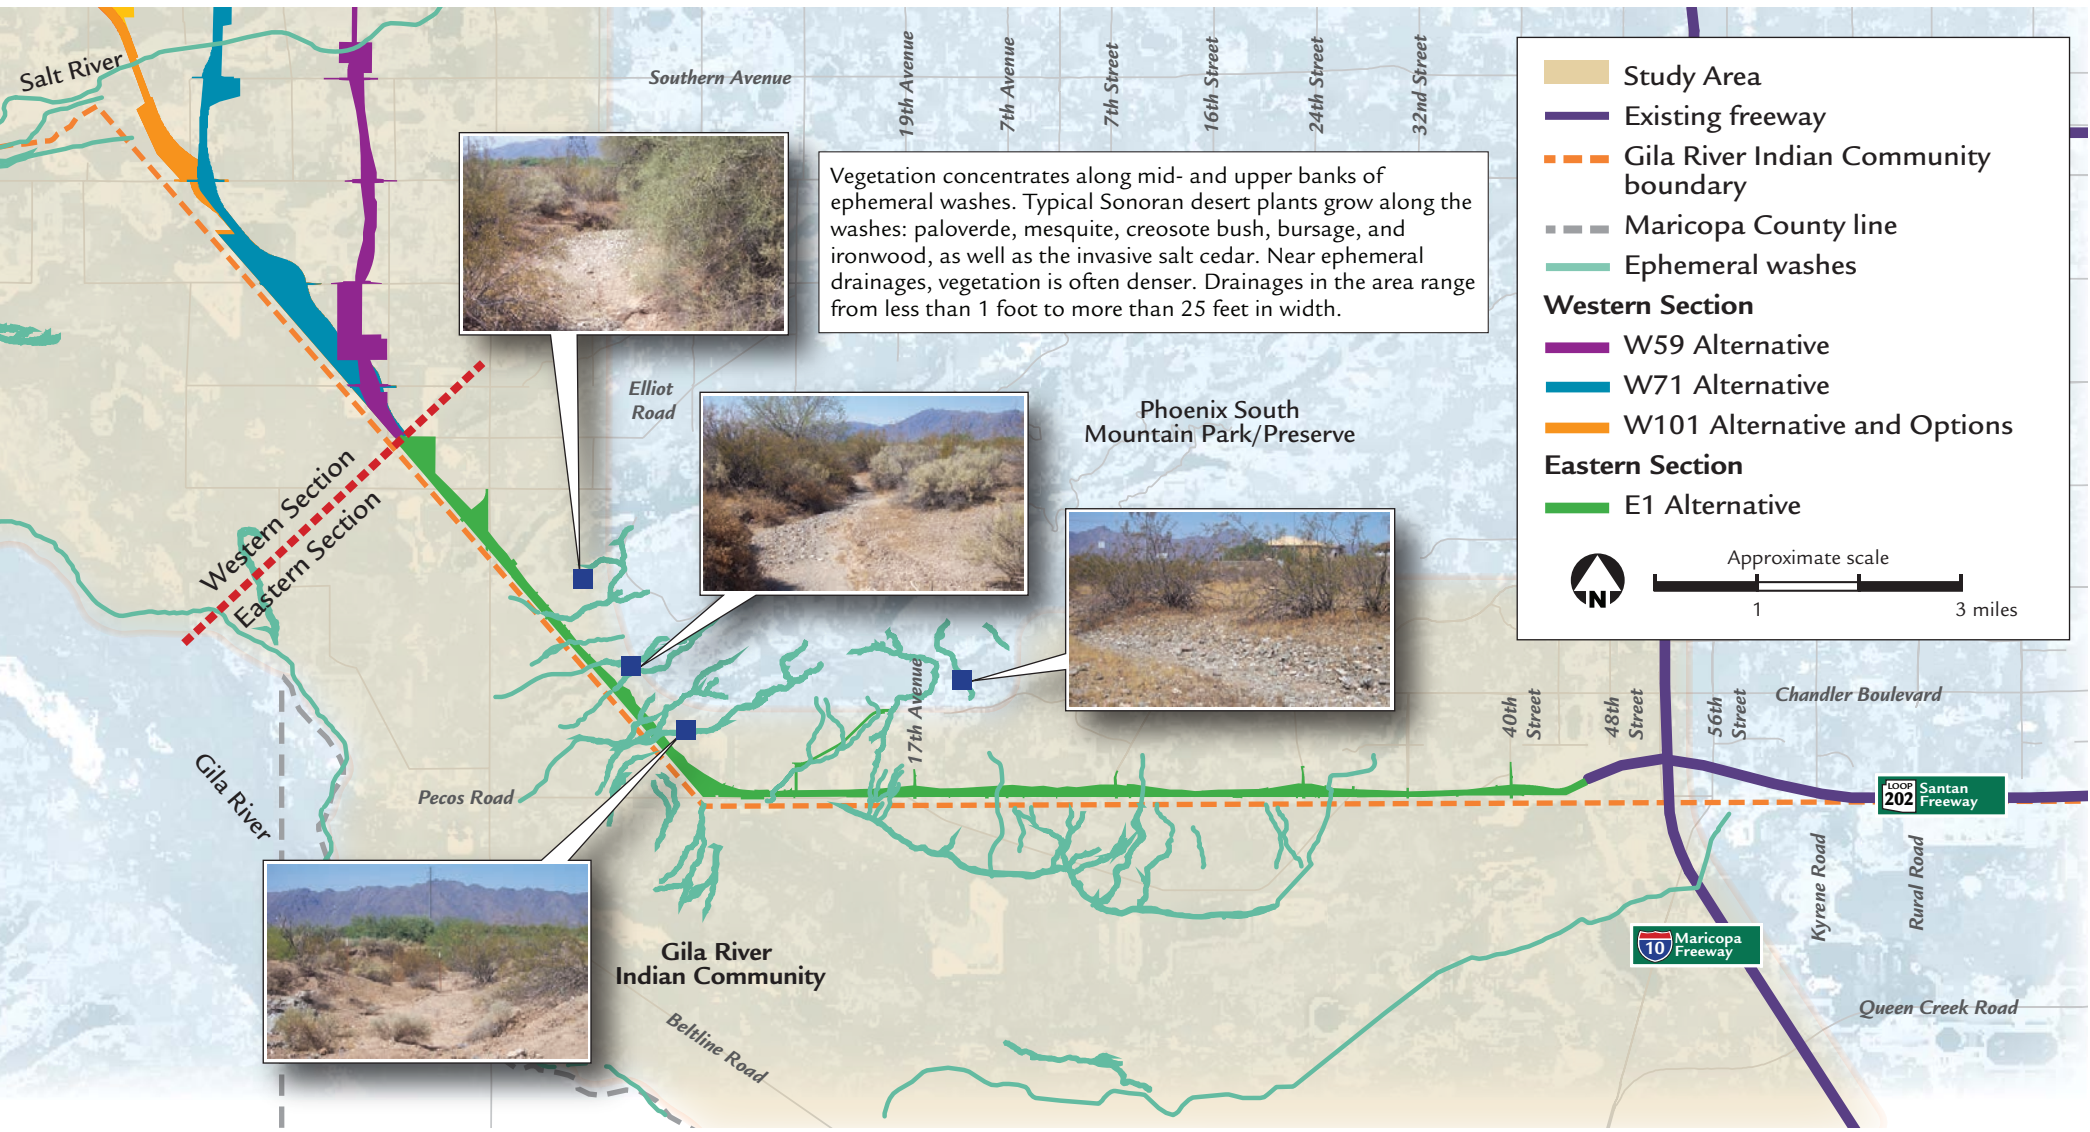 Salt River
Southern Avenue
19th Avenue
7th Avenue
7th Street
16th Street
24th Street
32nd Street
Vegetation concentrates along mid- and upper banks of
ephemeral washes. Typical Sonoran desert plants grow along the
washes: paloverde, mesquite, creosote bush, bursage, and
ironwood, as well as the invasive salt cedar. Near ephemeral
drainages, vegetation is often denser. Drainages in the area range
from less than 1 foot to more than 25 feet in width.
Study Area
Existing freeway
Gila River Indian Community
boundary
Maricopa County line
Ephemeral washes
Western Section
W59 Alternative
W71 Alternative
W101 Alternative and Options
Eastern Section
E1 Alternative
N
Approximate scale
1
3 miles
Elliot
Road
Phoenix South
Mountain Park/Preserve
Western Section
Eastern Section
17th Avenue
40th
Street
48th
Street
56th
Street
Chandler Boulevard
Gila River
Pecos Road
LOOP
202
Santan
Freeway
Kyrene Road
Rural Road
10
Maricopa
Freeway
Gila River
Indian Community
Beltline Road
Queen Creek Road